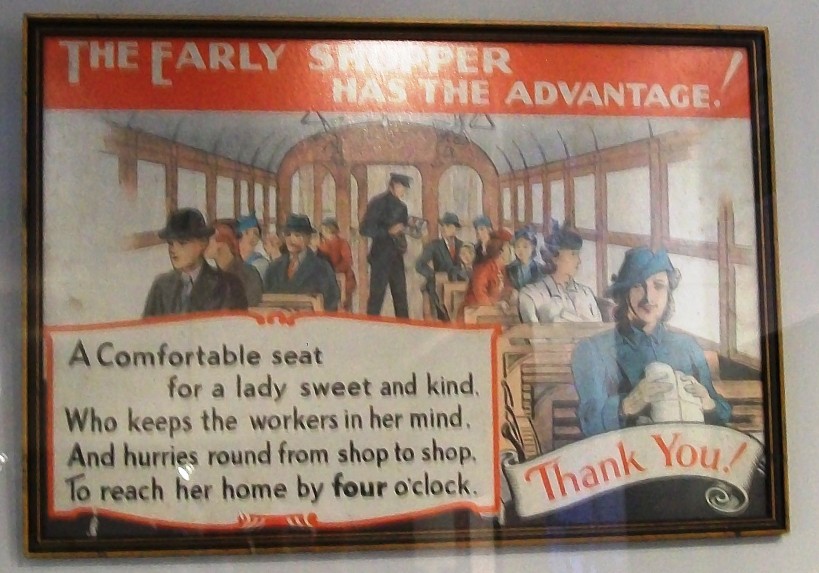 THE EARLY SHOPPER
HAS THE ADVANTAGE.!
A Comfortable seat
for a lady sweet and kind.
Who keeps the workers in her mind.
And hurries round from shop to shop.
To reach her home by four o'clock.
Thank You.!